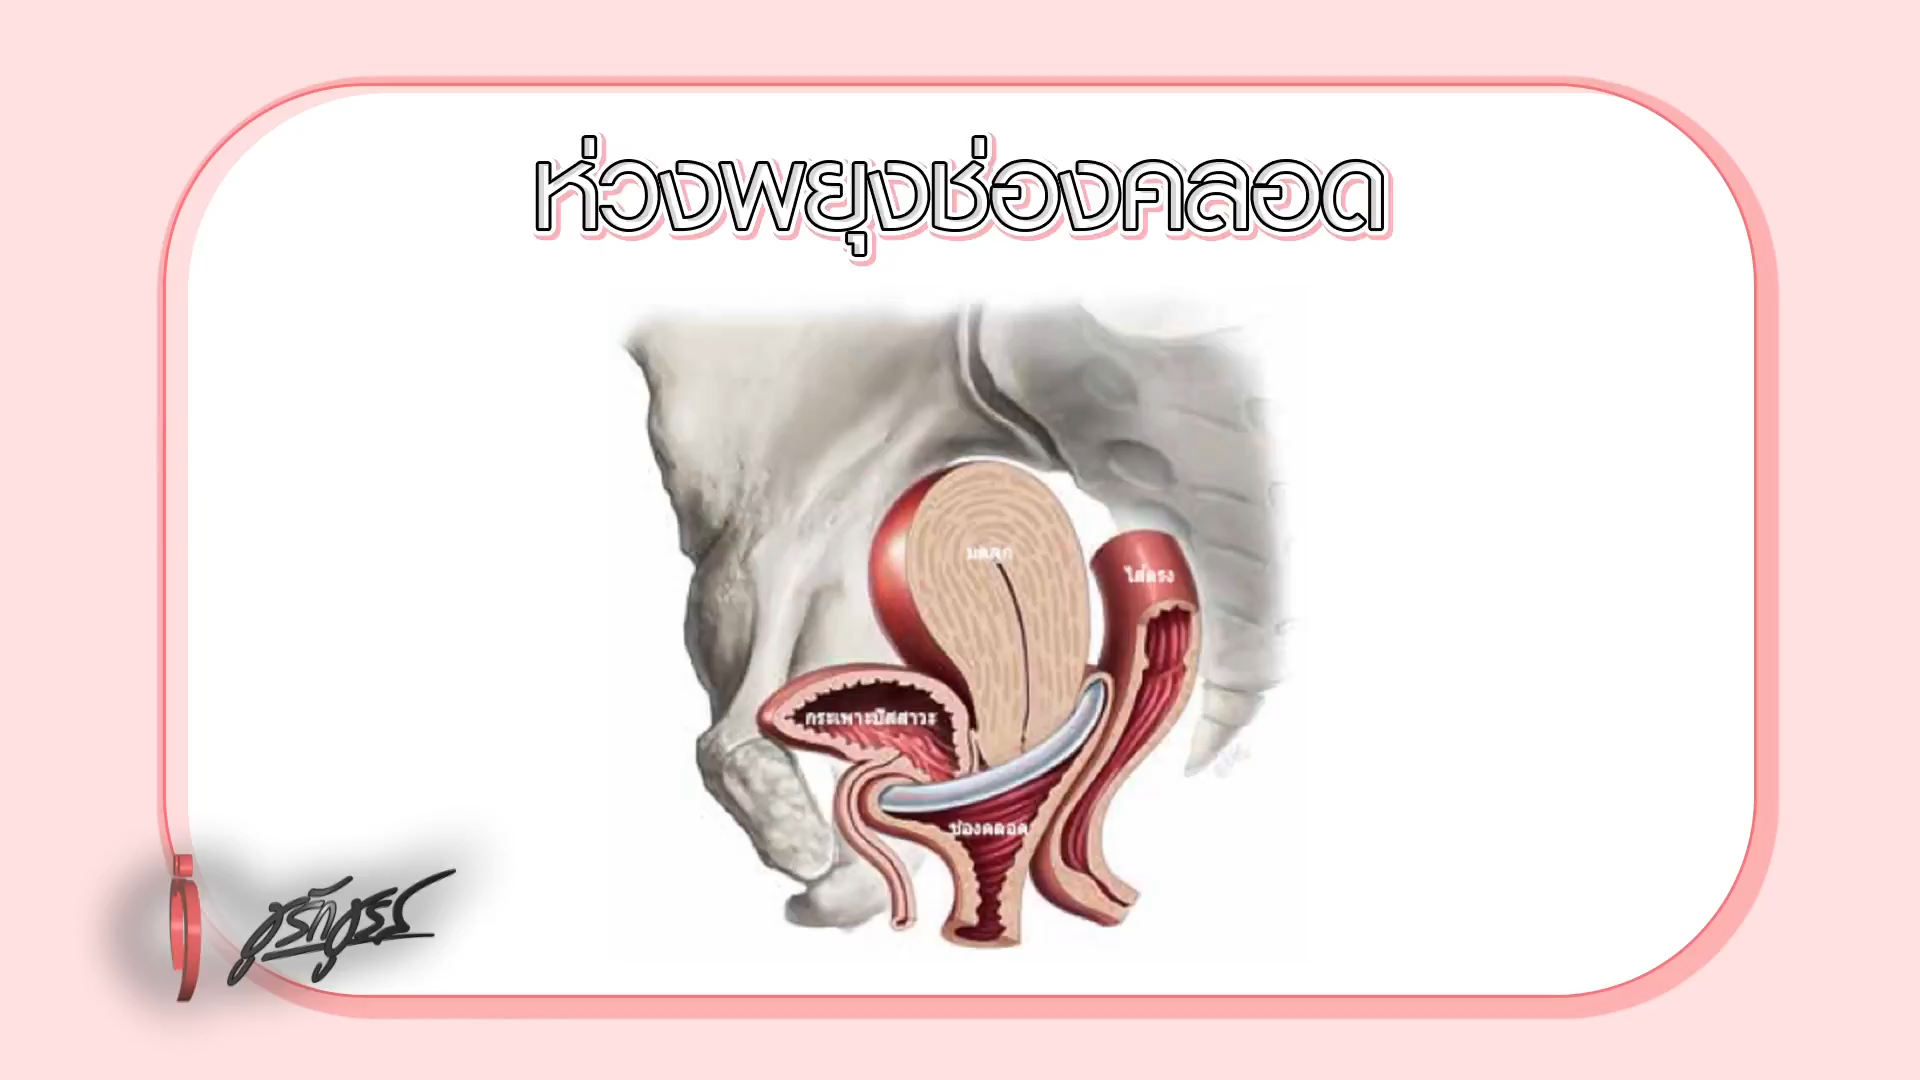 ห่วงพยุงช่องคลอด
มดลูก
ไส้ตรง
กระเพาะปัสสาวะ
ช่องคลอด